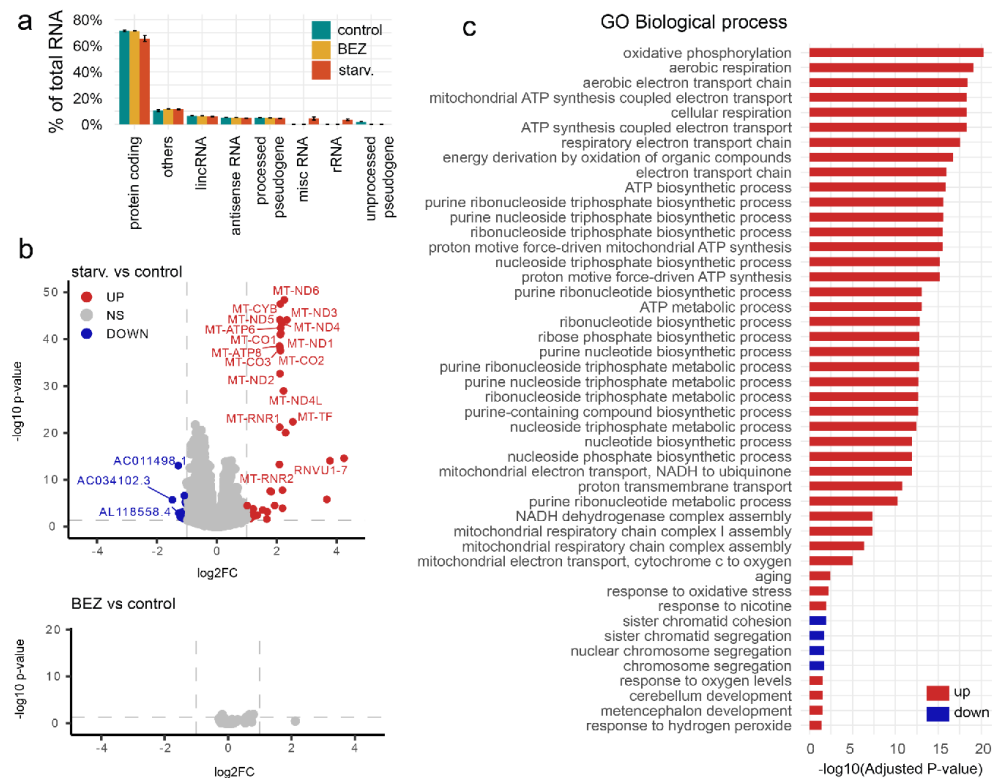 a
% of total RNA
80%
60%
40%
20%
0%
control
BEZ
starv.
protein coding
others
lincRNA
antisense RNA
processed
pseudogene
misc RNA
rRNA
unprocessed
pseudogene
b
starv. vs control
UP
NS
DOWN
-log10 p-value
50
40
30
20
10
0
MT-ND6
MT-CYB
MT-ND3
MT-ND5
MT-ND4
MT-ATP6
MT-CO1
MT-ND1
MT-ATP8
MT-CO2
MT-CO3
MT-ND2
MT-ND4L
MT-RNR1
MT-TF
RNVU1-7
MT-RNR2
AC011498.1
AC034102.3
AL118558.4
-4 -2 0 2 4
log2FC
BEZ vs control
-log10 p-value
20
10
0
-4 -2 0 2 4
log2FC
c
GO Biological process
oxidative phosphorylation
aerobic respiration
aerobic electron transport chain
mitochondrial ATP synthesis coupled electron transport
cellular respiration
ATP synthesis coupled electron transport
respiratory electron transport chain
energy derivation by oxidation of organic compounds
electron transport chain
ATP biosynthetic process
purine ribonucleoside triphosphate biosynthetic process
purine nucleoside triphosphate biosynthetic process
ribonucleoside triphosphate biosynthetic process
proton motive force-driven mitochondrial ATP synthesis
nucleoside triphosphate biosynthetic process
proton motive force-driven ATP synthesis
purine ribonucleotide biosynthetic process
ATP metabolic process
ribonucleotide biosynthetic process
ribose phosphate biosynthetic process
purine nucleotide biosynthetic process
purine ribonucleoside triphosphate metabolic process
purine nucleoside triphosphate metabolic process
ribonucleoside triphosphate metabolic process
purine-containing compound biosynthetic process
nucleoside triphosphate metabolic process
nucleotide biosynthetic process
nucleoside phosphate biosynthetic process
mitochondrial electron transport, NADH to ubiquinone
proton transmembrane transport
purine ribonucleotide metabolic process
NADH dehydrogenase complex assembly
mitochondrial respiratory chain complex I assembly
mitochondrial respiratory chain complex assembly
mitochondrial electron transport, cytochrome c to oxygen
aging
response to oxidative stress
response to nicotine
sister chromatid cohesion
sister chromatid segregation
nuclear chromosome segregation
chromosome segregation
response to oxygen levels
cerebellum development
metencephalon development
response to hydrogen peroxide
up
down
0 5 10 15 20
-log10(Adjusted P-value)